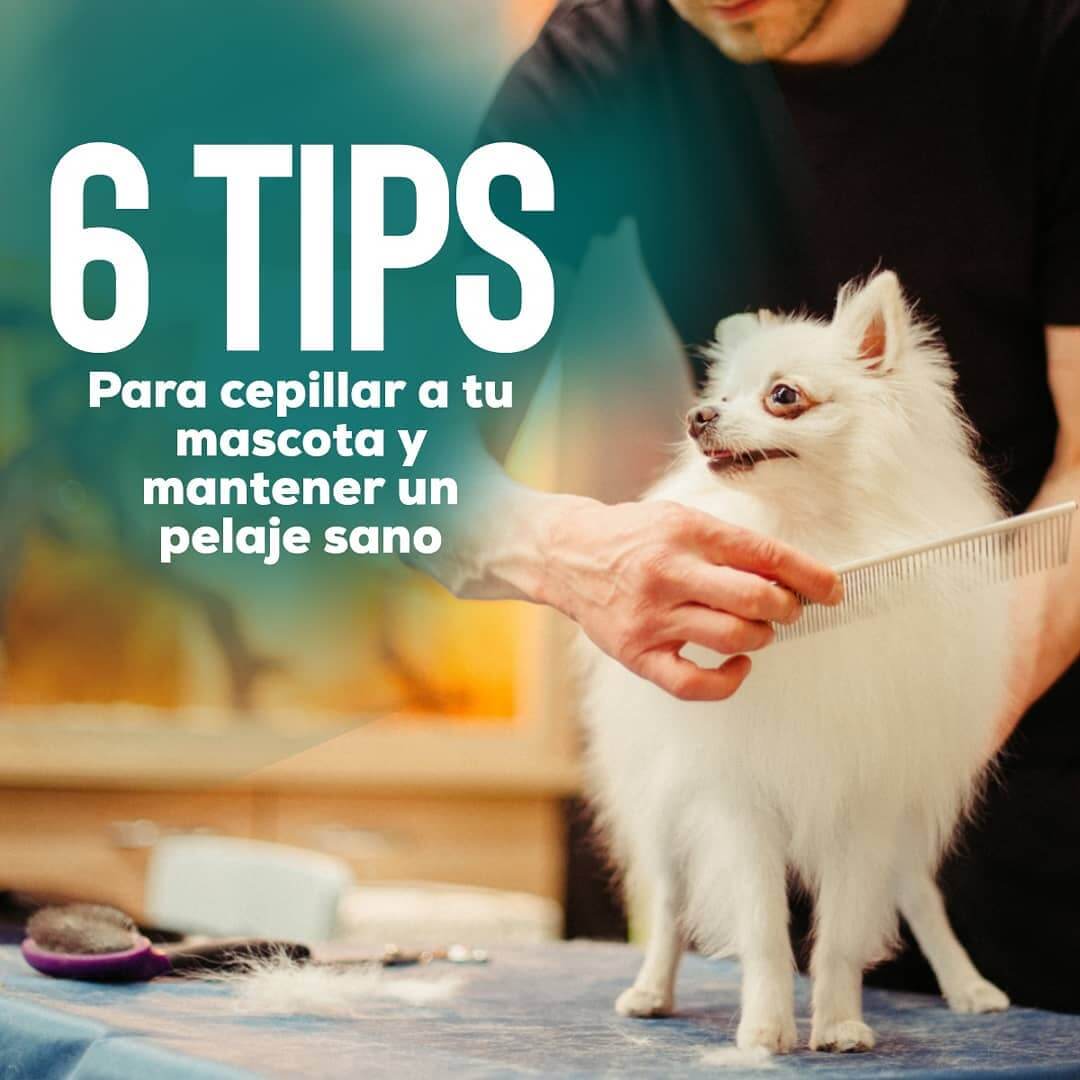 6 TIPS
Para cepillar a tu
mascota y
mantener un
pelaje sano